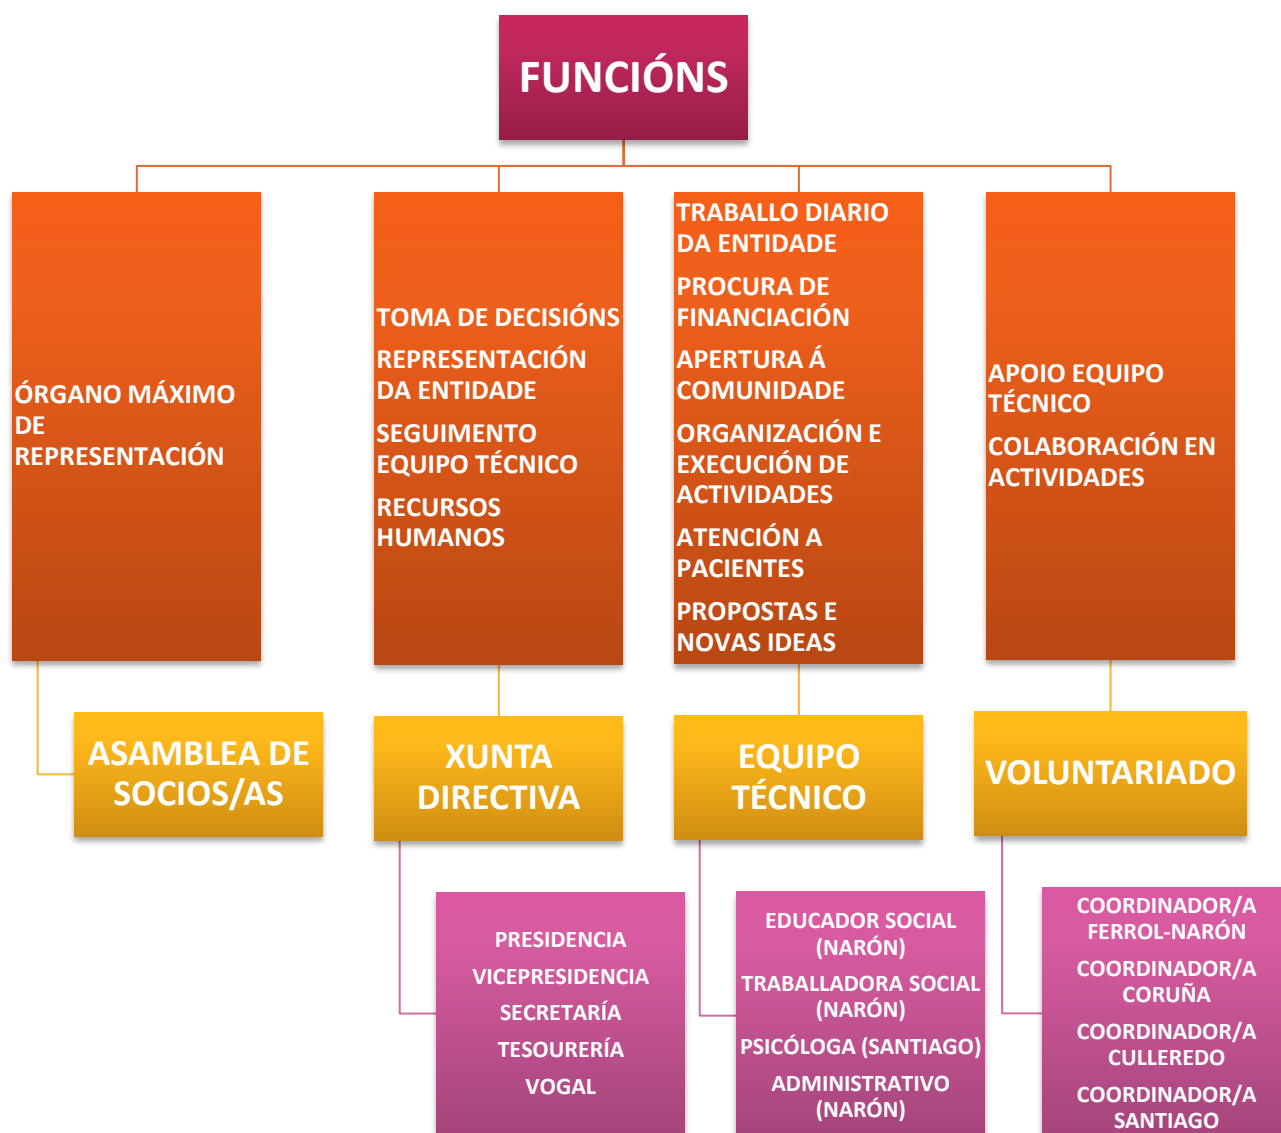 FUNCIÓNS
ÓRGANO MÁXIMO
DE
REPRESENTACIÓN
TOMA DE DECISIÓNS
REPRESENTACIÓN
DA ENTIDADE
SEGUIMENTO
EQUIPO TÉCNICO
RECURSOS
HUMANOS
TRABALLO DIARIO
DA ENTIDADE
PROCURA DE
FINANCIACIÓN
APERTURA Á
COMUNIDADE
ORGANIZACIÓN E
EXECUCIÓN DE
ACTIVIDADES
ATENCIÓN A
PACIENTES
PROPOSTAS E
NOVAS IDEAS
APOIO EQUIPO
TÉCNICO
COLABORACIÓN EN
ACTIVIDADES
ASAMBLEA DE
SOCIOS/AS
XUNTA
DIRECTIVA
EQUIPO
TÉCNICO
VOLUNTARIADO
PRESIDENCIA
VICEPRESIDENCIA
SECRETARÍA
TESOURERÍA
VOGAL
EDUCADOR SOCIAL
(NARÓN)
TRABALLADORA SOCIAL
(NARÓN)
PSICÓLOGA (SANTIAGO)
ADMINISTRATIVO
(NARÓN)
COORDINADOR/A
FERROL-NARÓN
COORDINADOR/A
CORUÑA
COORDINADOR/A
CULLEREDO
COORDINADOR/A
SANTIAGO